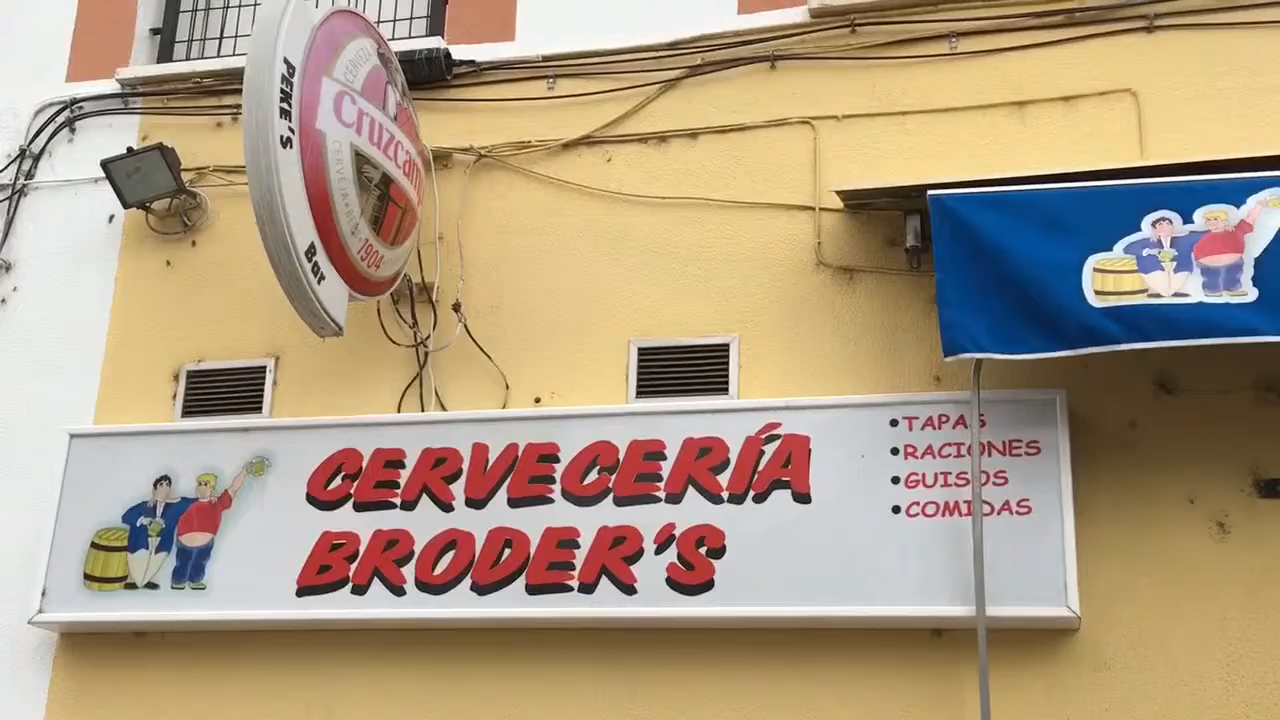 PEKE'S
Bar
CERVEZA
Cruzcam
1904
CERVECERÍA
BRODER'S
•TAPAS
•RACIONES
•GUISOS
•COMIDAS